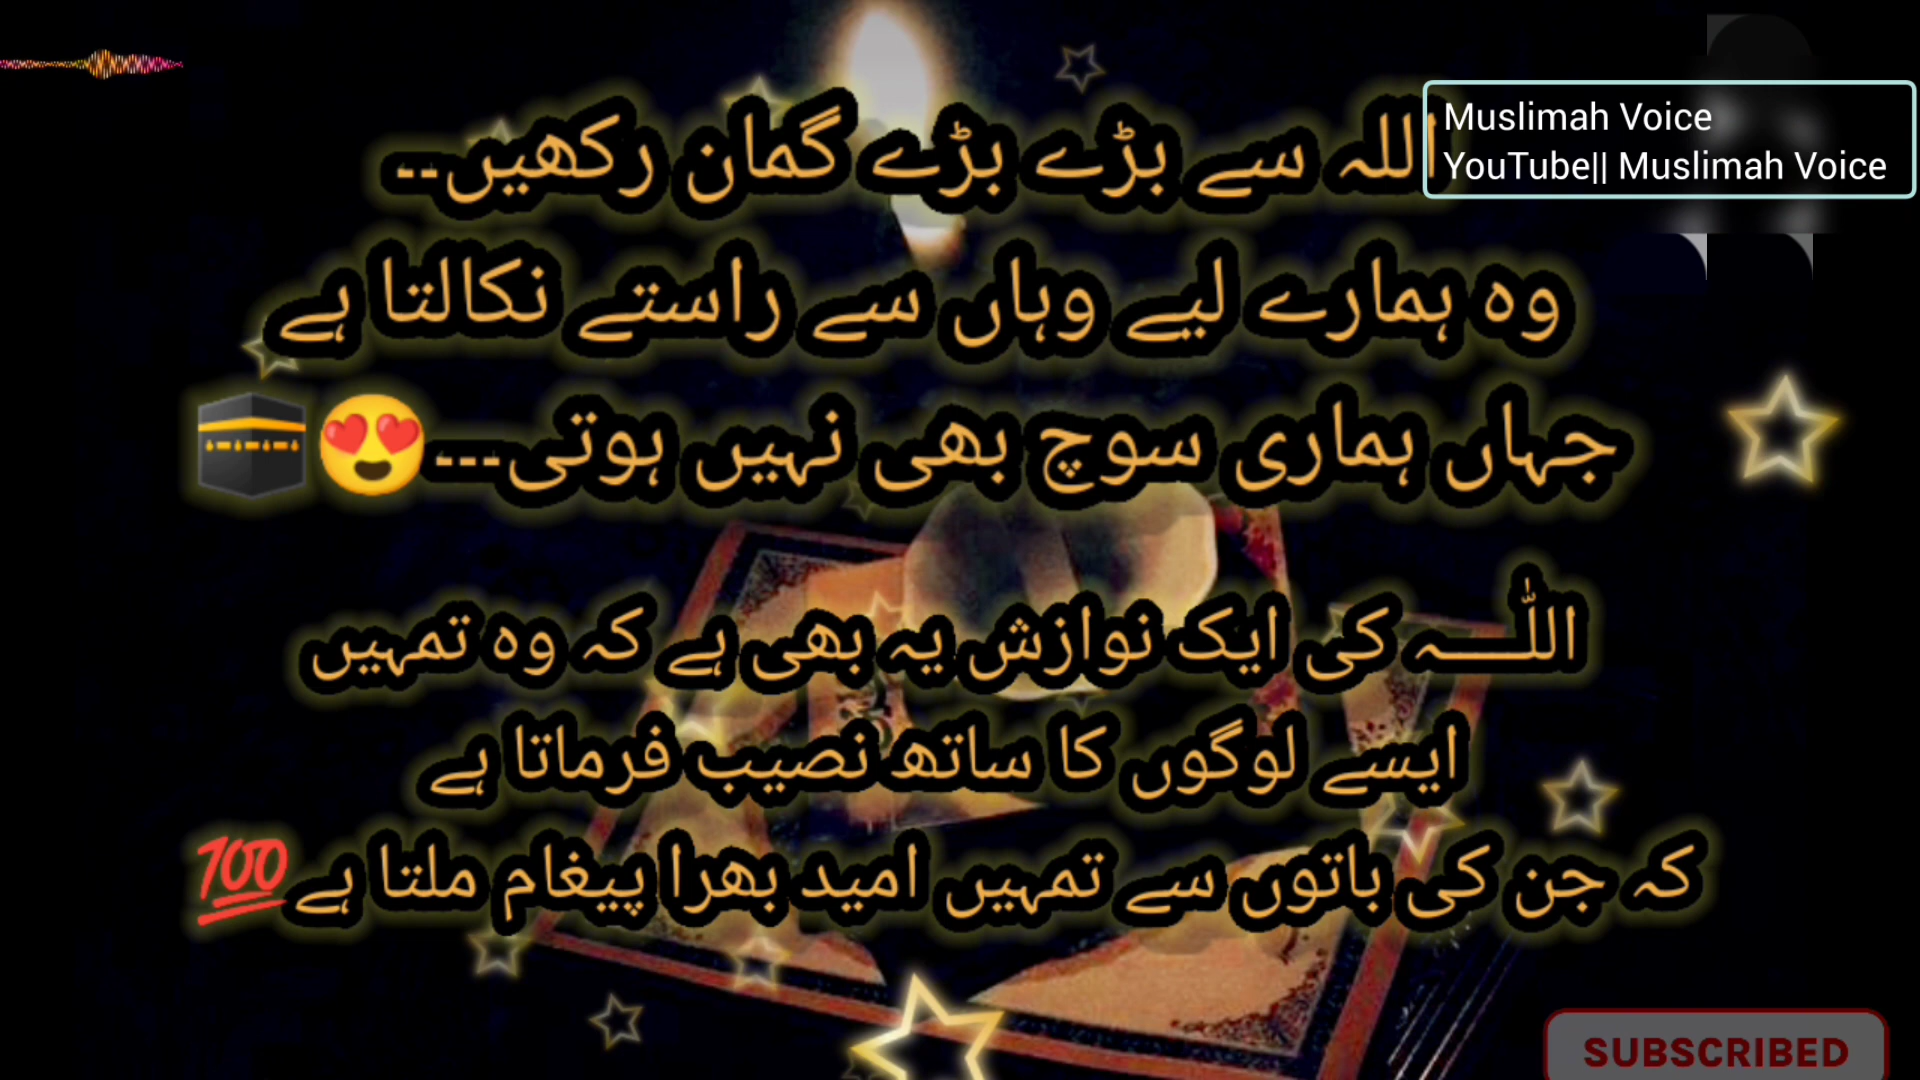 Muslimah Voice
YouTube|| Muslimah Voice
اللہ سے بڑے بڑے گمان رکھیں۔۔
وہ ہمارے لیے وہاں سے راستے نکالتا ہے
جہاں ہماری سوچ بھی نہیں ہوتی۔۔۔😍🕋
اللّٰـــہ کی ایک نوازش یہ بھی ہے کہ وہ تمہیں
ایسے لوگوں کا ساتھ نصیب فرماتا ہے
کہ جن کی باتوں سے تمہیں امید بھرا پیغام ملتا ہے💯
SUBSCRIBED